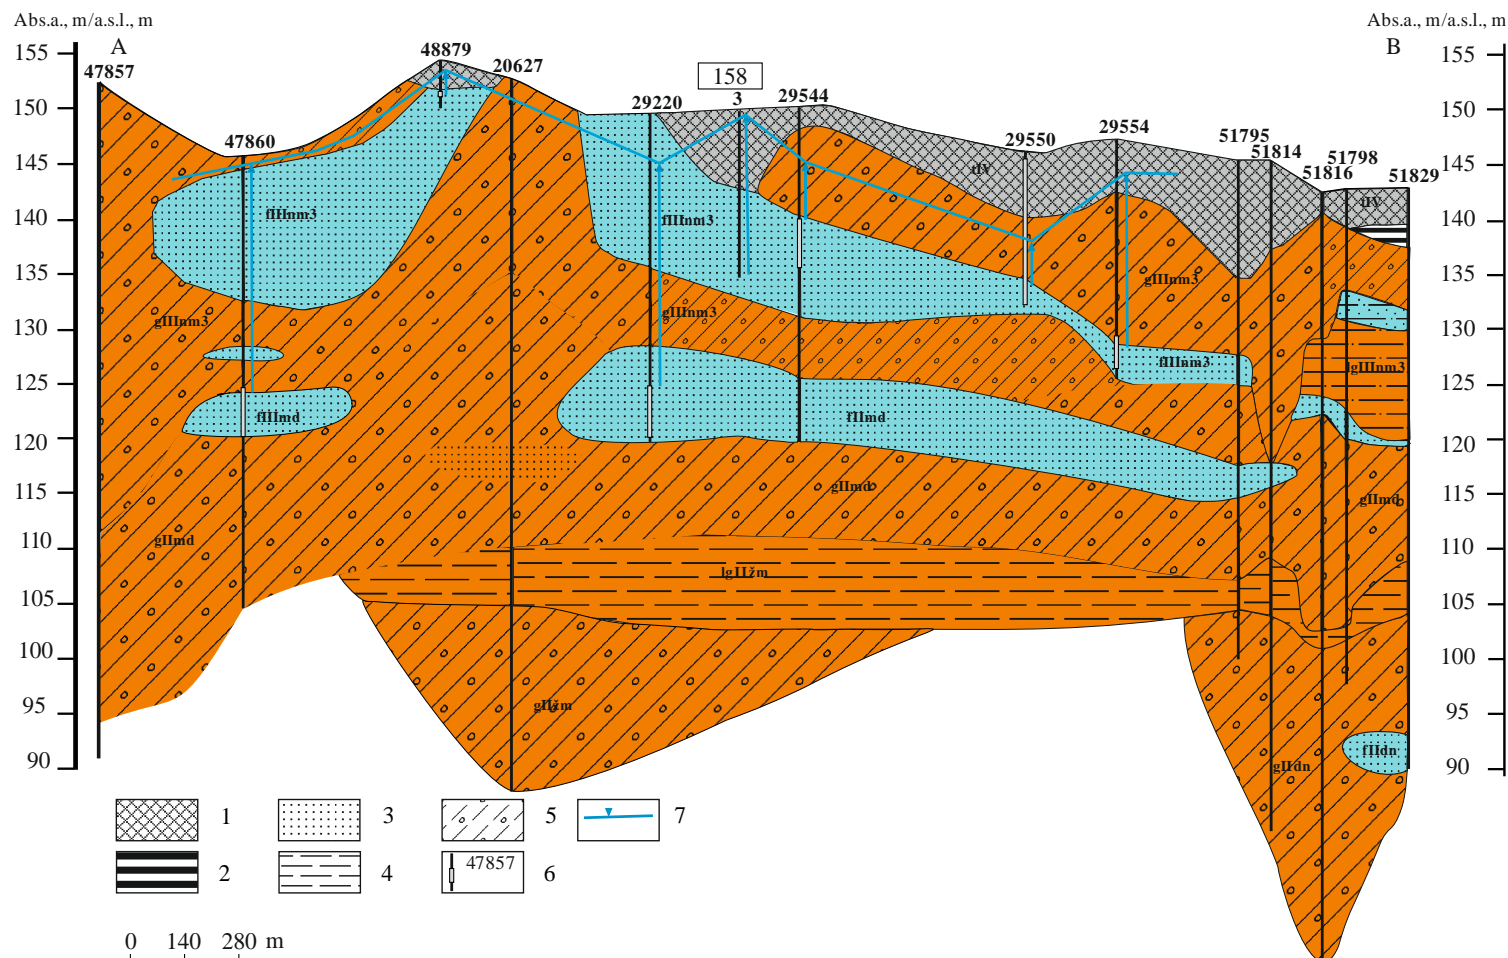 Abs.a., m/a.s.l., m
Abs.a., m/a.s.l., m
A
B
155
150
145
140
135
130
125
120
115
110
105
100
95
90
155
150
145
140
135
130
125
120
115
110
105
100
95
90
47857
47860
48879
20627
29220
158
3
29544
29550
29554
51795
51814
51816
51798
51829
tIV
tIV
fIIInm3
fIIInm3
gIIInm3
gIIInm3
gIIInm3
fIIInm3
lgIIInm3
fIImd
fIImd
gIImd
gIImd
gIImd
lgIIžm
gIIžm
gIIdn
fIIdn
1
3
5
7
2
4
47857
6
0 140 280 m